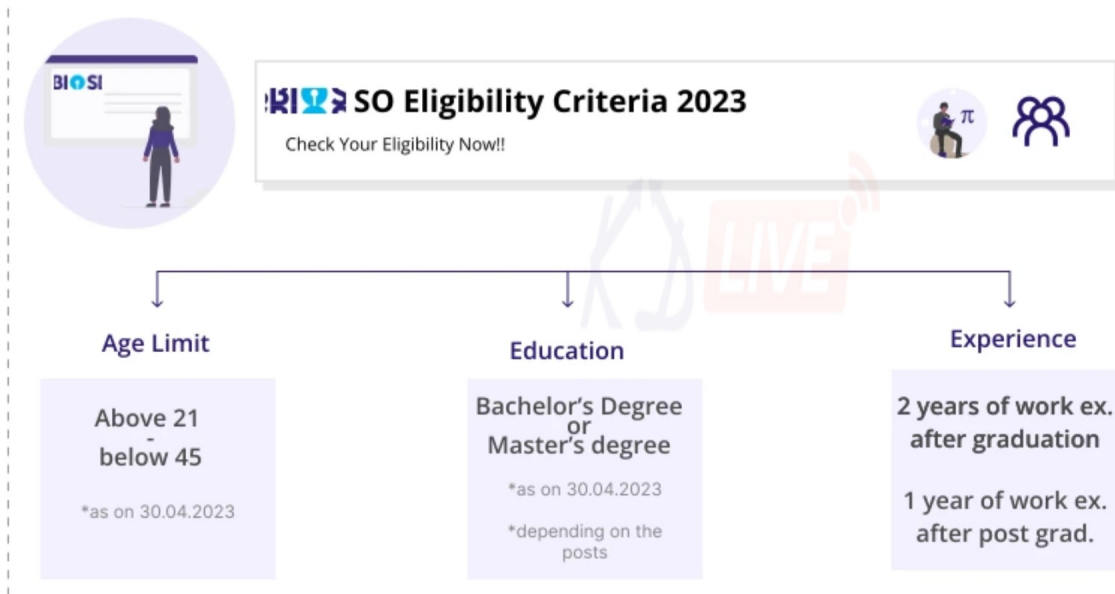 SO Eligibility Criteria 2023
Check Your Eligibility Now!!
π
LIVE
Age Limit
Above 21
-
below 45
*as on 30.04.2023
Education
Bachelor's Degree
or
Master's degree
*as on 30.04.2023
*depending on the
posts
Experience
2 years of work ex.
after graduation
1 year of work ex.
after post grad.